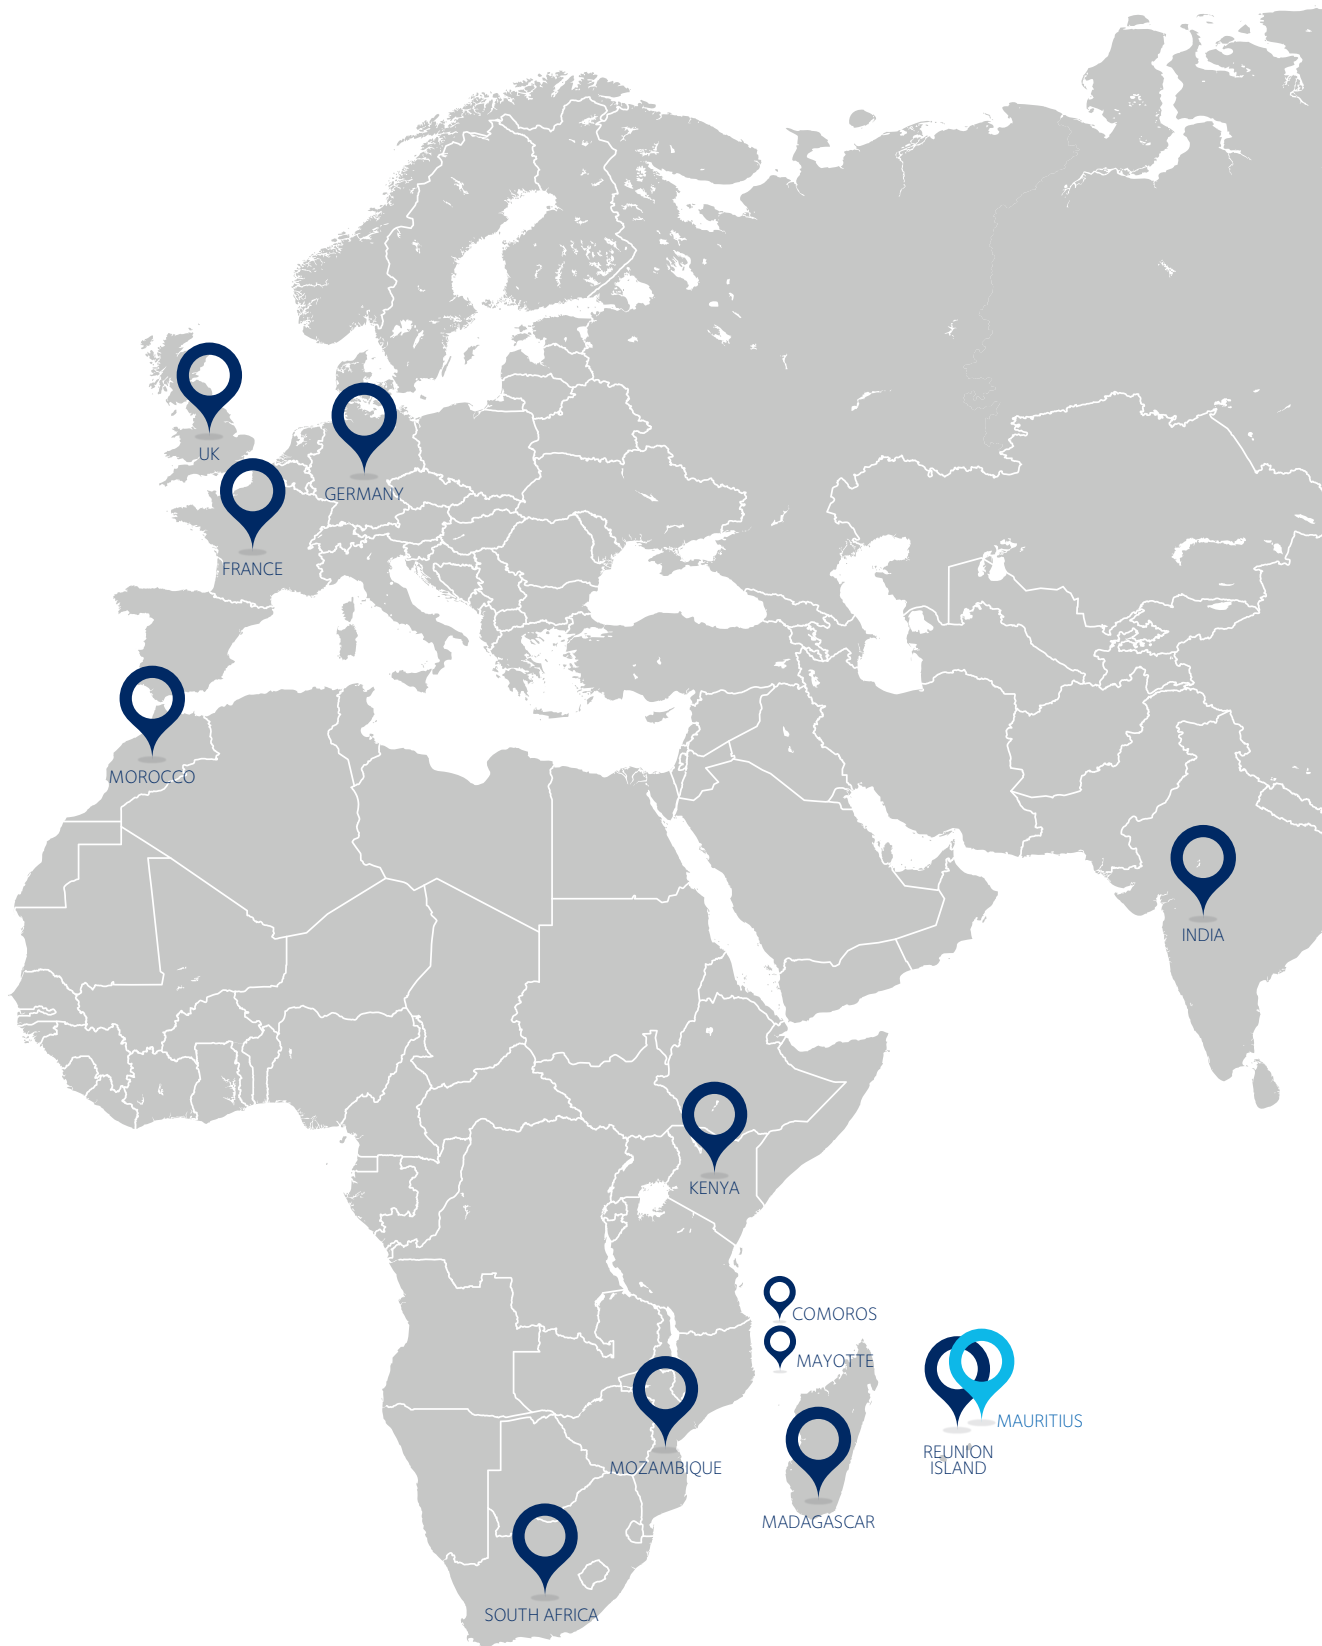 UK
GERMANY
FRANCE
MOROCCO
INDIA
KENYA
COMOROS
MAYOTTE
MAURITIUS
REUNION
ISLAND
MOZAMBIQUE
MADAGASCAR
SOUTH AFRICA